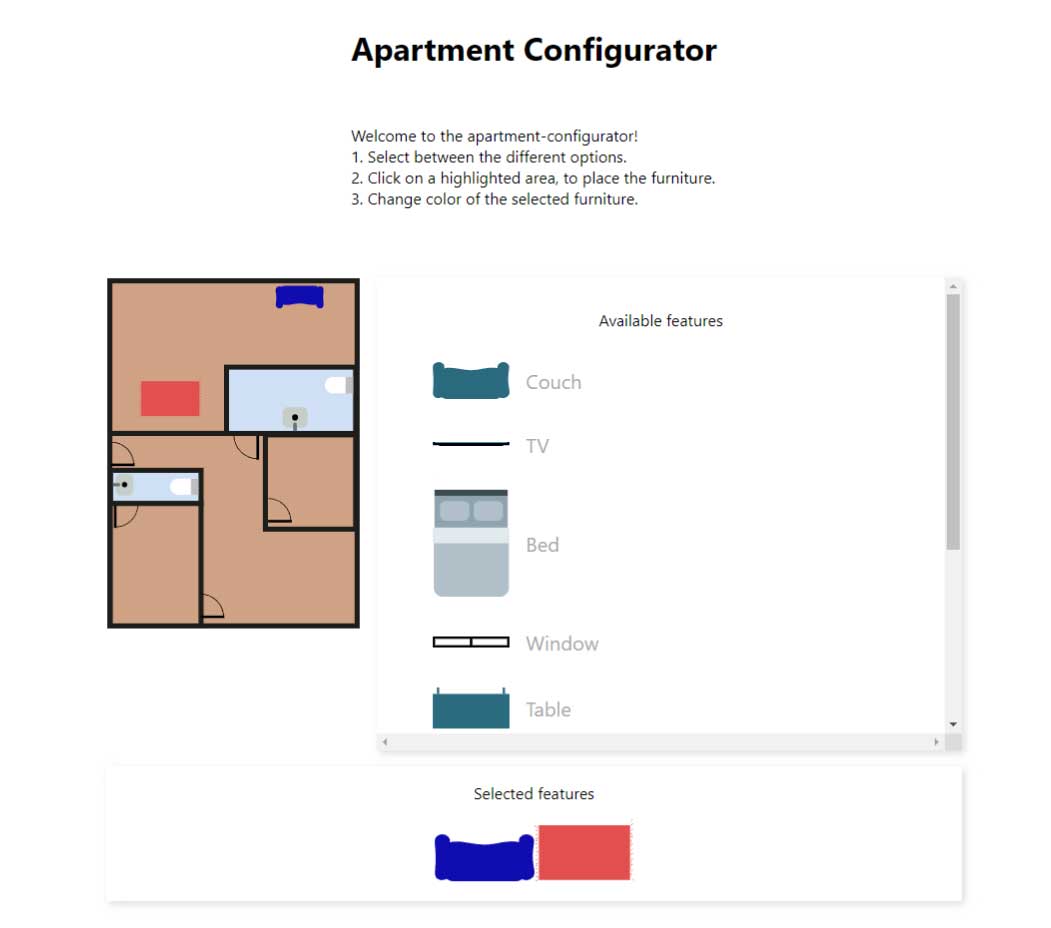 Apartment Configurator
Welcome to the apartment-configurator!
1. Select between the different options.
2. Click on a highlighted area, to place the furniture.
3. Change color of the selected furniture.
Available features
Couch
TV
Bed
Window
Table
Selected features